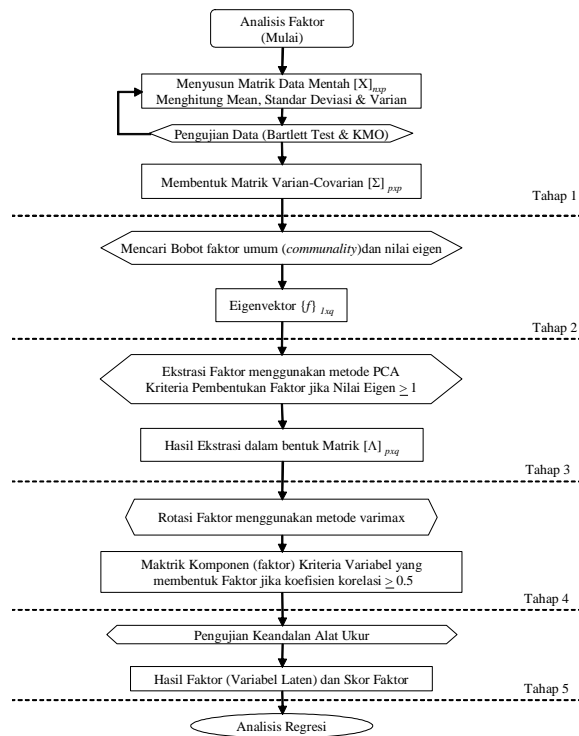 Analisis Faktor
(Mulai)
Menyusun Matrik Data Mentah [X]nxp
Menghitung Mean, Standar Deviasi & Varian
Pengujian Data (Bartlett Test & KMO)
Membentuk Matrik Varian-Covarian [Σ] pxp
Tahap 1
Mencari Bobot faktor umum (communality)dan nilai eigen
Eigenvektor {f} 1xq
Tahap 2
Ekstrasi Faktor menggunakan metode PCA
Kriteria Pembentukan Faktor jika Nilai Eigen ≥ 1
Hasil Ekstrasi dalam bentuk Matrik [Λ] pxq
Tahap 3
Rotasi Faktor menggunakan metode varimax
Maktrik Komponen (faktor) Kriteria Variabel yang
membentuk Faktor jika koefisien korelasi ≥ 0.5
Tahap 4
Pengujian Keandalan Alat Ukur
Hasil Faktor (Variabel Laten) dan Skor Faktor
Tahap 5
Analisis Regresi